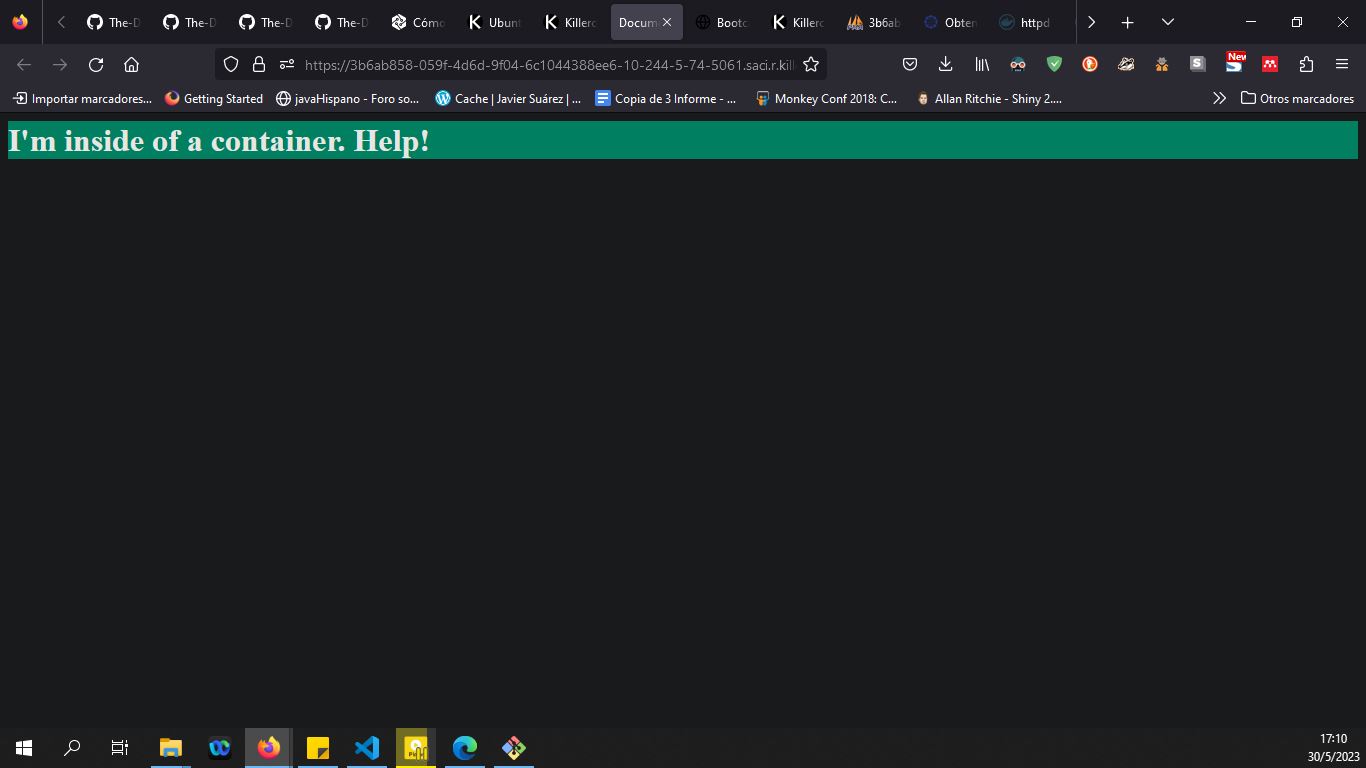 The-D The-D The-D The-D Cómo Ubunt Killerc Docum Bootc Killerc 3b6ab Obten httpd
https://3b6ab858-059f-4d6d-9f04-6c1044388ee6-10-244-5-74-5061.saci.r.kill
New
Importar marcadores... Getting Started javaHispano - Foro so... Cache | Javier Suárez | ... Copia de 3 Informe - ... Monkey Conf 2018: C... Allan Ritchie - Shiny 2.... Otros marcadores
I'm inside of a container. Help!
17:10
30/5/2023